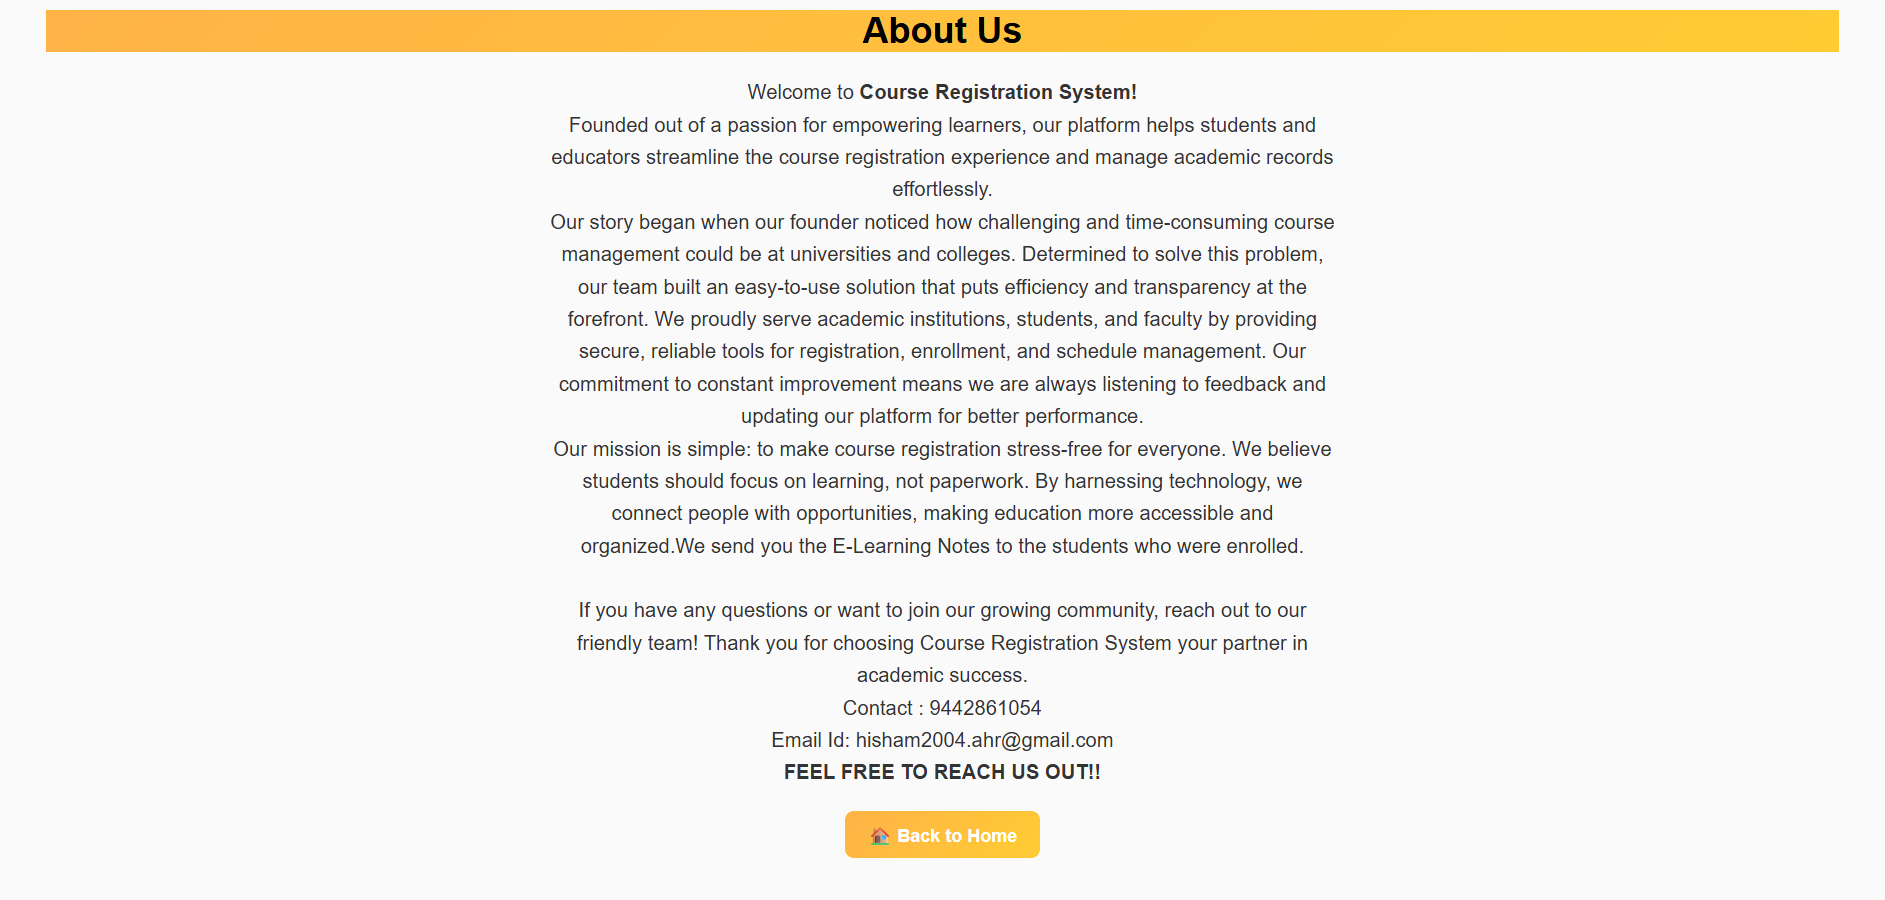 About Us
Welcome to Course Registration System!
Founded out of a passion for empowering learners, our platform helps students and
educators streamline the course registration experience and manage academic records
effortlessly.
Our story began when our founder noticed how challenging and time-consuming course
management could be at universities and colleges. Determined to solve this problem,
our team built an easy-to-use solution that puts efficiency and transparency at the
forefront. We proudly serve academic institutions, students, and faculty by providing
secure, reliable tools for registration, enrollment, and schedule management. Our
commitment to constant improvement means we are always listening to feedback and
updating our platform for better performance.
Our mission is simple: to make course registration stress-free for everyone. We believe
students should focus on learning, not paperwork. By harnessing technology, we
connect people with opportunities, making education more accessible and
organized.We send you the E-Learning Notes to the students who were enrolled.
If you have any questions or want to join our growing community, reach out to our
friendly team! Thank you for choosing Course Registration System your partner in
academic success.
Contact : 9442861054
Email Id: hisham2004.ahr@gmail.com
FEEL FREE TO REACH US OUT!!
Back to Home